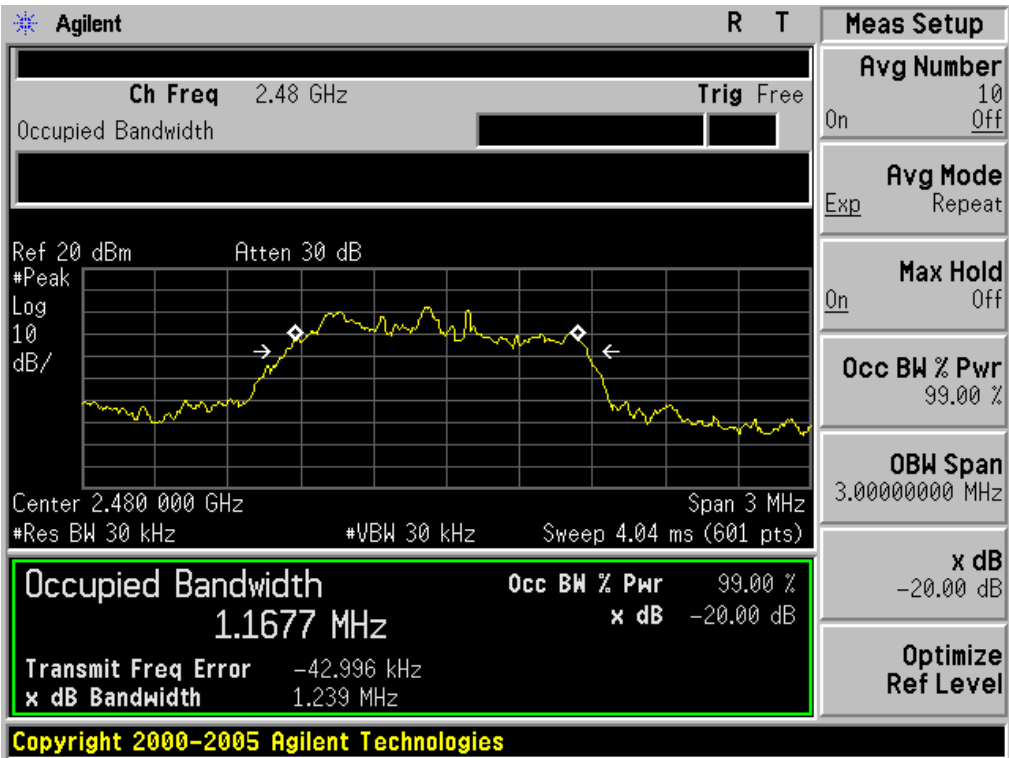 Agilent R T
Ch Freq 2.48 GHz Trig Free
Occupied Bandwidth
Ref 20 dBm Atten 30 dB
#Peak
Log
10
dB/
Center 2.480 000 GHz Span 3 MHz
#Res BW 30 kHz #VBW 30 kHz Sweep 4.04 ms (601 pts)
Occupied Bandwidth
1.1677 MHz
Occ BW % Pwr 99.00 %
x dB -20.00 dB
Transmit Freq Error -42.996 kHz
x dB Bandwidth 1.239 MHz
Copyright 2000-2005 Agilent Technologies
Meas Setup
Avg Number
10
On Off
Avg Mode
Exp Repeat
Max Hold
On Off
Occ BW % Pwr
99.00 %
OBW Span
3.00000000 MHz
x dB
-20.00 dB
Optimize
Ref Level